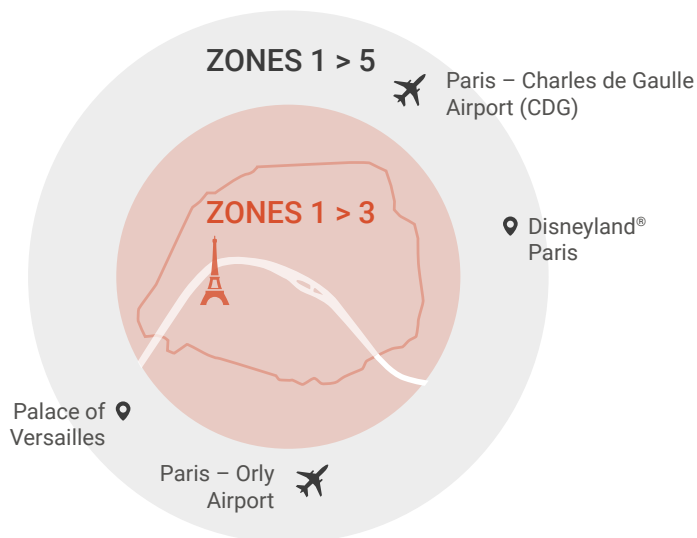 ZONES 1 > 5
Paris – Charles de Gaulle
Airport (CDG)
ZONES 1 > 3
Disneyland®
Paris
Palace of
Versailles
Paris – Orly
Airport